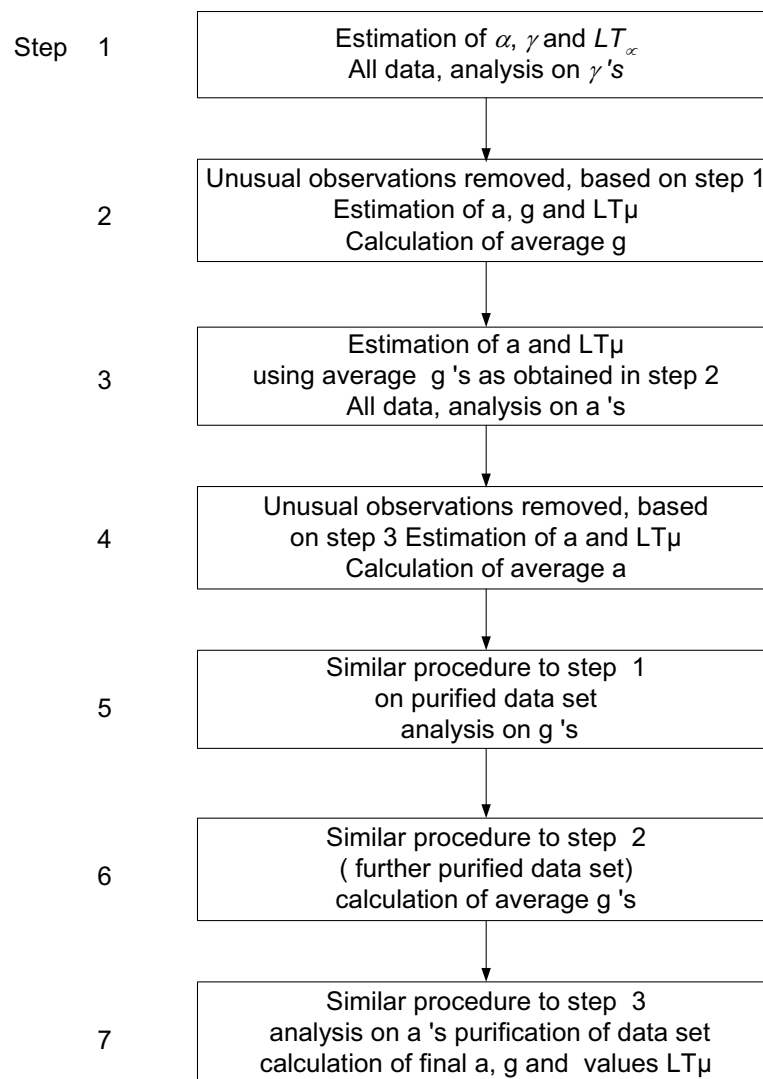 Step 1
Estimation of α, γ and LT∝
All data, analysis on γ's
2
Unusual observations removed, based on step 1
Estimation of a, g and LTµ
Calculation of average g
3
Estimation of a and LTµ
using average g 's as obtained in step 2
All data, analysis on a 's
4
Unusual observations removed, based
on step 3 Estimation of a and LTµ
Calculation of average a
5
Similar procedure to step 1
on purified data set
analysis on g 's
6
Similar procedure to step 2
( further purified data set)
calculation of average g 's
7
Similar procedure to step 3
analysis on a 's purification of data set
calculation of final a, g and values LTµ